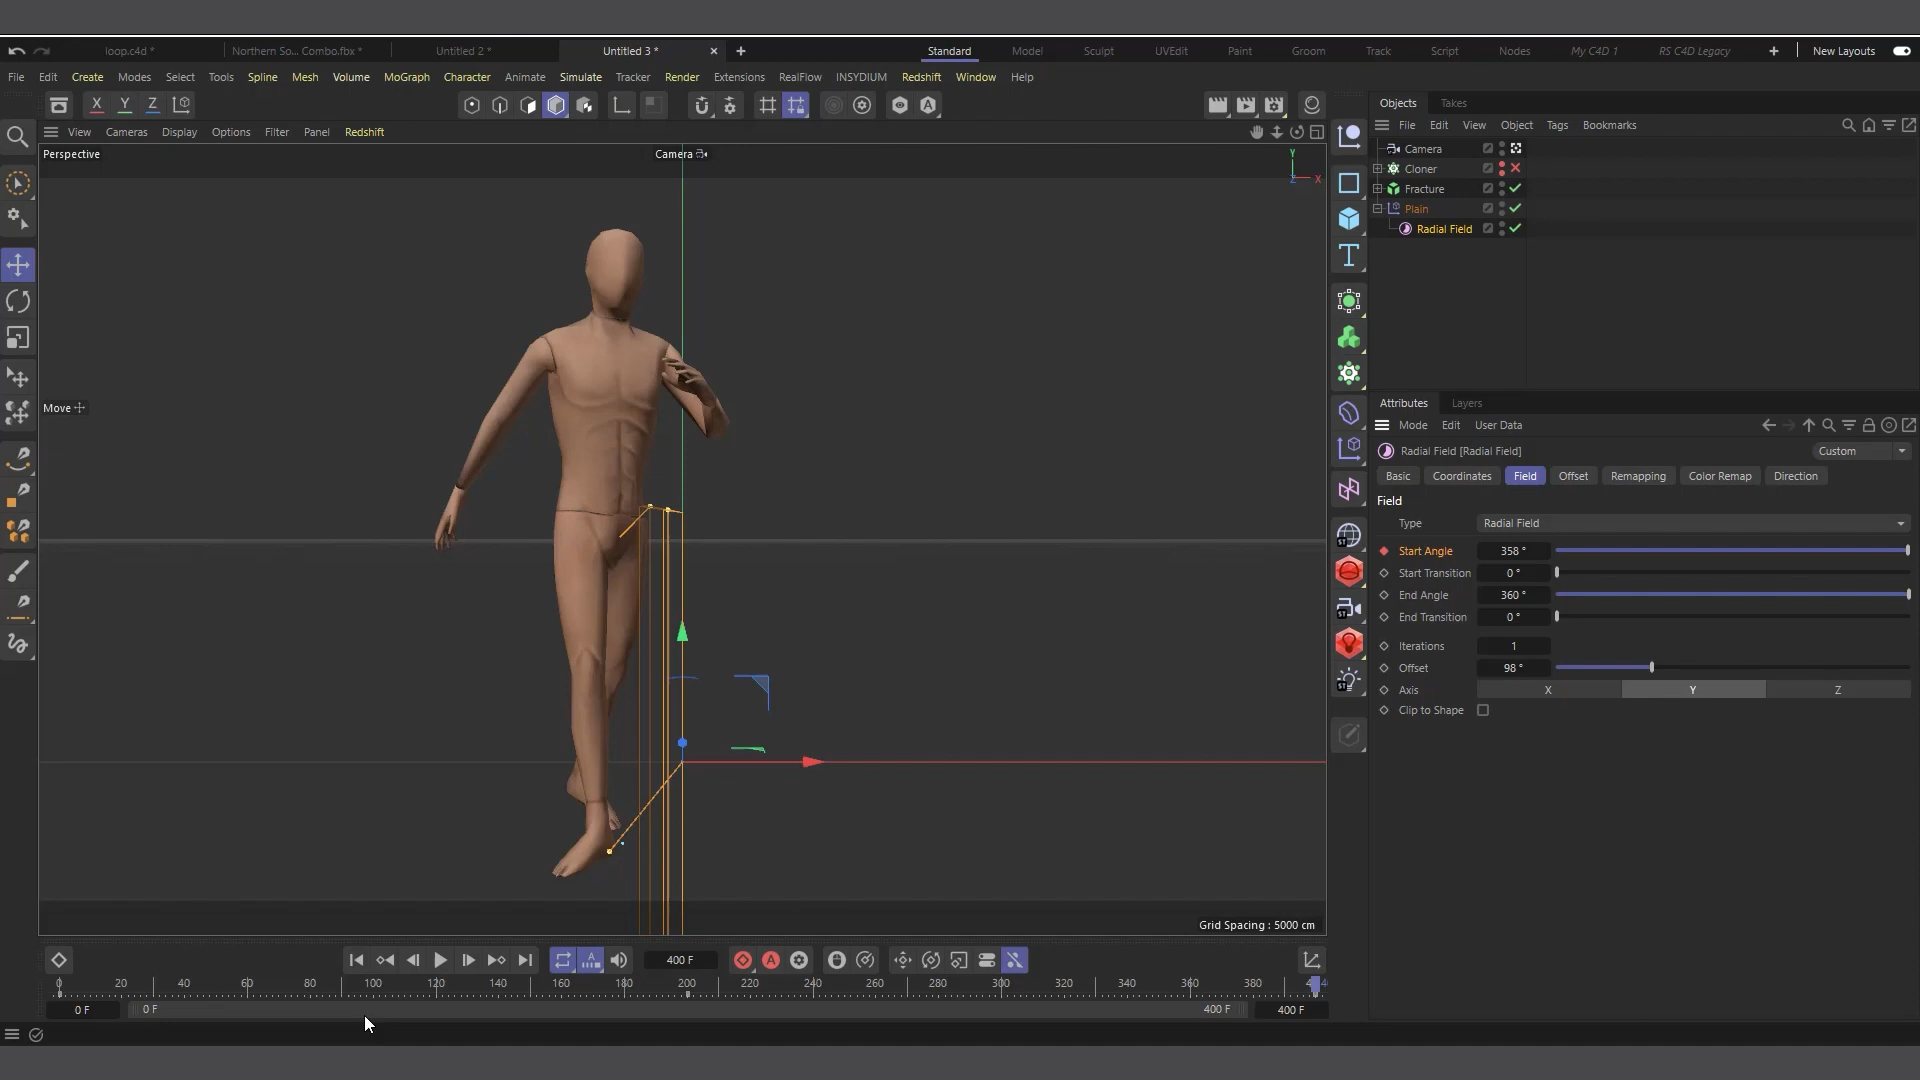 loop.c4d *
Northern So... Combo.fbx *
Untitled 2 *
Untitled 3 *
Standard
Model
Sculpt
UVEdit
Paint
Groom
Track
Script
Nodes
My C4D 1
RS C4D Legacy
New Layouts
File Edit Create Modes Select Tools Spline Mesh Volume MoGraph Character Animate Simulate Tracker Render Extensions RealFlow INSYDIUM Redshift Window Help
X Y Z
View Cameras Display Options Filter Panel Redshift
Perspective
Camera
Y
Z X
Move
Grid Spacing : 5000 cm
Objects Takes
File Edit View Object Tags Bookmarks
Camera
Cloner
Fracture
Plain
Radial Field
Attributes Layers
Mode Edit User Data
Radial Field [Radial Field]
Custom
Basic Coordinates Field Offset Remapping Color Remap Direction
Field
Type Radial Field
Start Angle 358 °
Start Transition 0 °
End Angle 360 °
End Transition 0 °
Iterations 1
Offset 98 °
Axis X Y Z
Clip to Shape
400 F
0 20 40 60 80 100 120 140 160 180 200 220 240 260 280 300 320 340 360 380
0 F 0 F 400 F 400 F